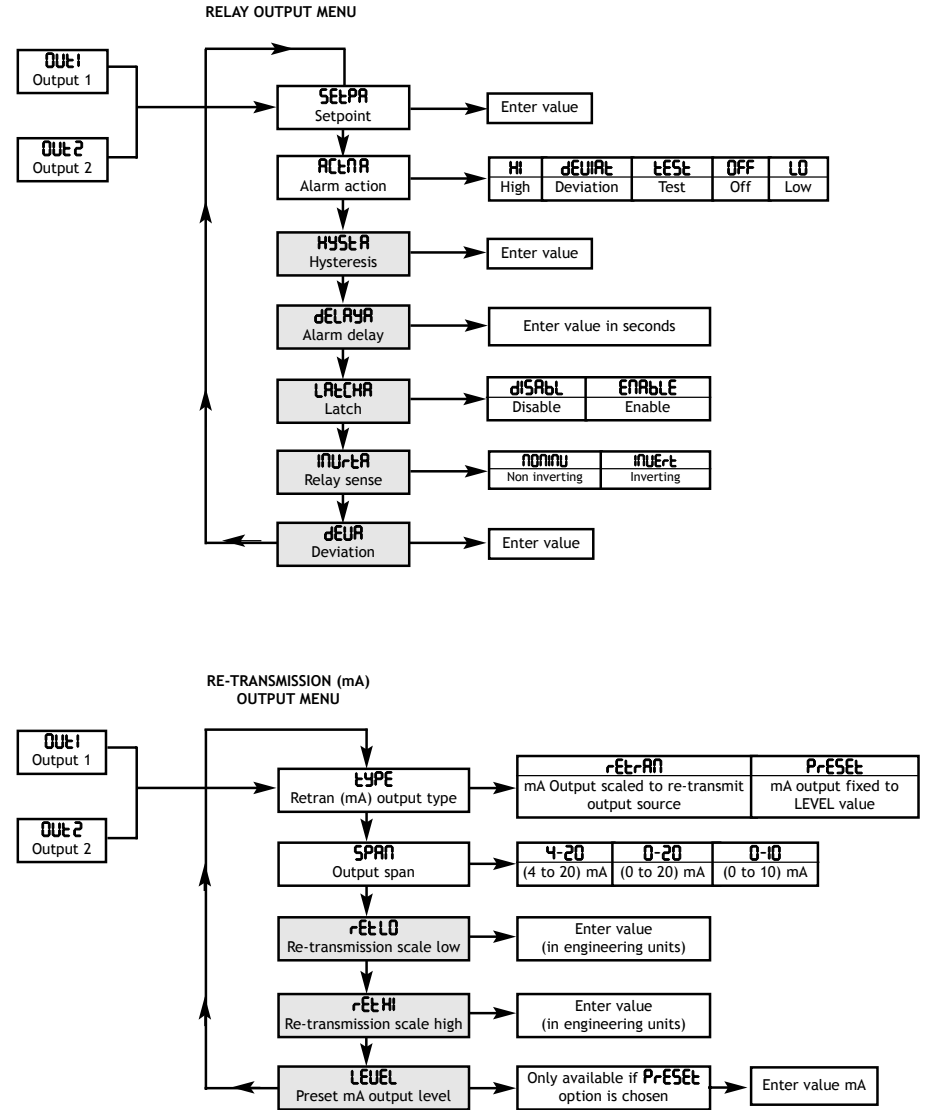 RELAY OUTPUT MENU
OUt1
Output 1
OUt2
Output 2
SEtPA
Setpoint
Enter value
ACtNA
Alarm action
HI
High
dEVIAt
Deviation
tESt
Test
OFF
Off
LO
Low
HYStA
Hysteresis
Enter value
dELAYA
Alarm delay
Enter value in seconds
LAtCHA
Latch
dISAbL
Disable
ENAbLE
Enable
INVrtA
Relay sense
NONINV
Non inverting
INVErt
Inverting
dEVA
Deviation
Enter value
RE-TRANSMISSION (mA)
OUTPUT MENU
OUt1
Output 1
OUt2
Output 2
tYPE
Retran (mA) output type
rEtrAN
mA Output scaled to re-transmit
output source
PrESEt
mA output fixed to
LEVEL value
SPAN
Output span
4-20
(4 to 20) mA
0-20
(0 to 20) mA
0-10
(0 to 10) mA
rEtLO
Re-transmission scale low
Enter value
(in engineering units)
rEtHI
Re-transmission scale high
Enter value
(in engineering units)
LEVEL
Preset mA output level
Only available if PrESEt
option is chosen
Enter value mA